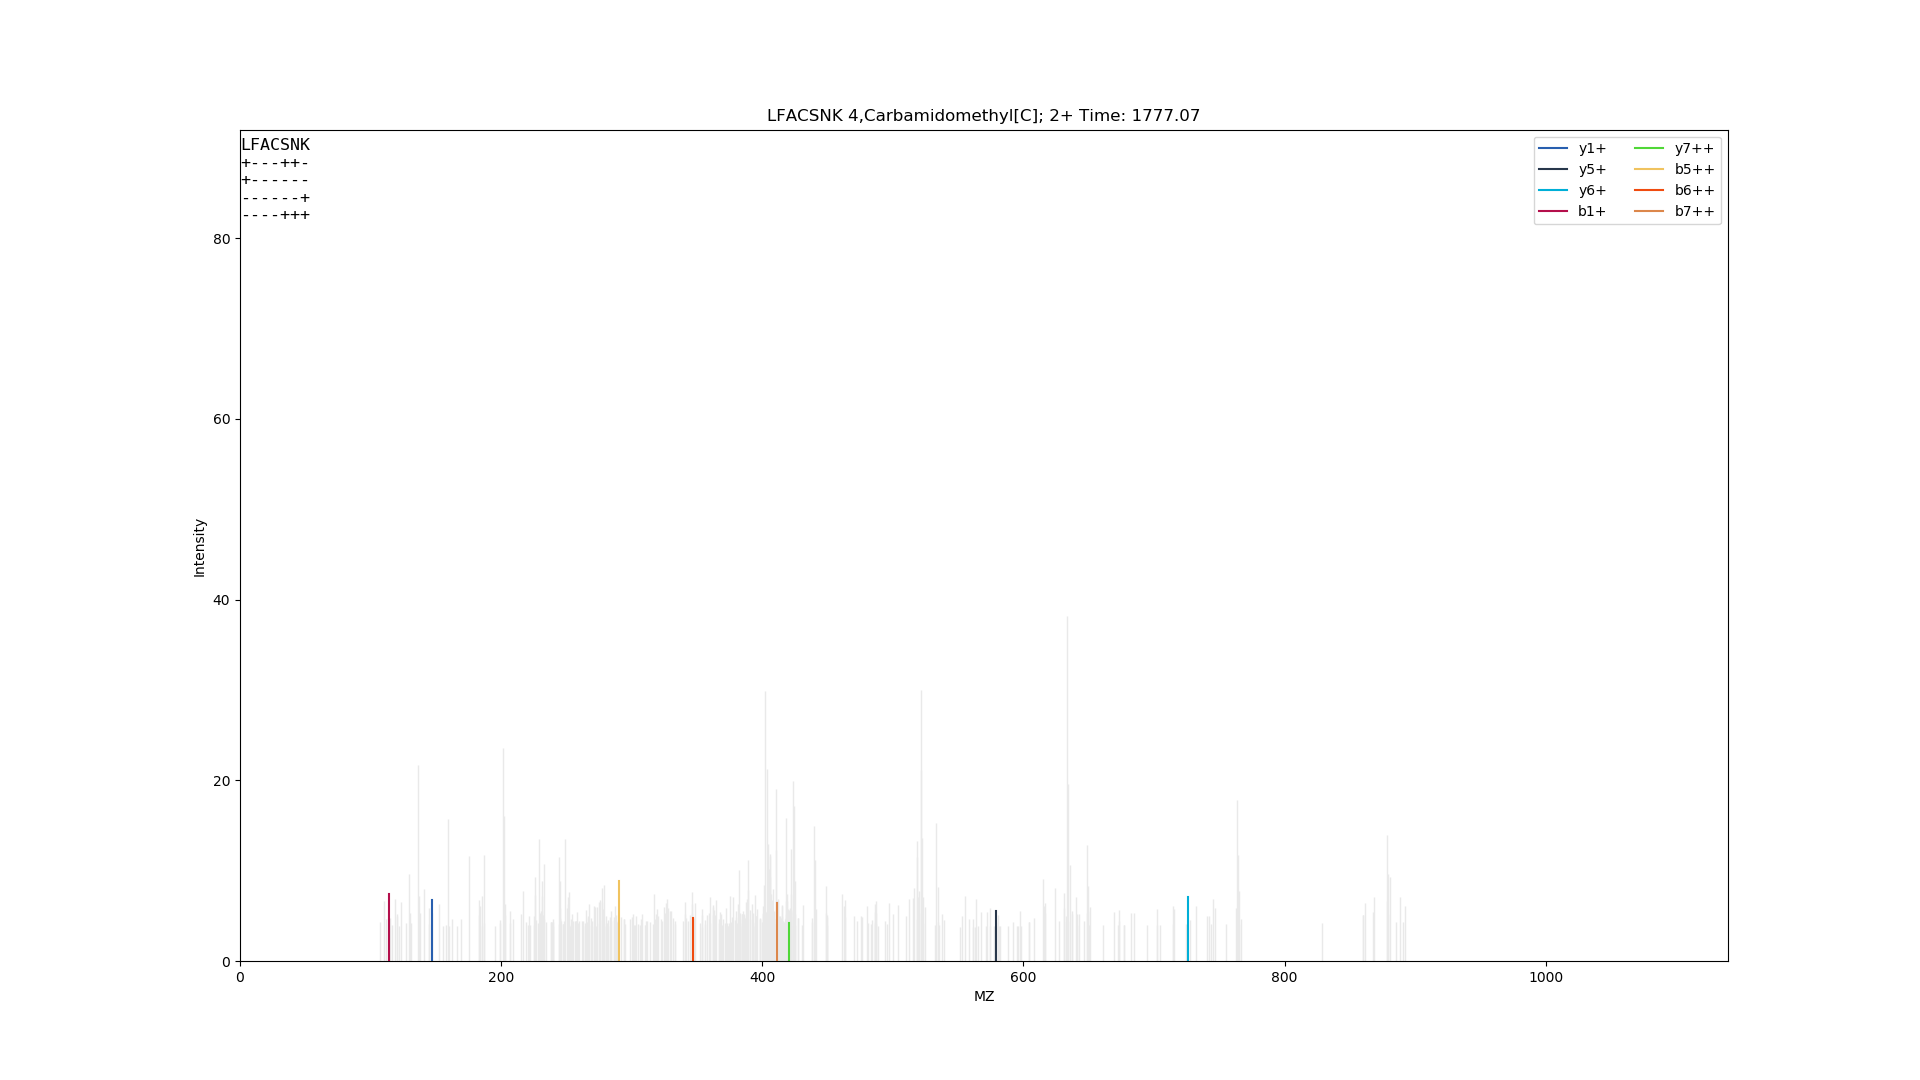 LFACSNK 4,Carbamidomethyl[C]; 2+ Time: 1777.07
LFACSNK
+---++-
+------
------+
----+++
y1+ y7++
y5+ b5++
y6+ b6++
b1+ b7++
80
60
40
20
0
Intensity
0 200 400 600 800 1000
MZ